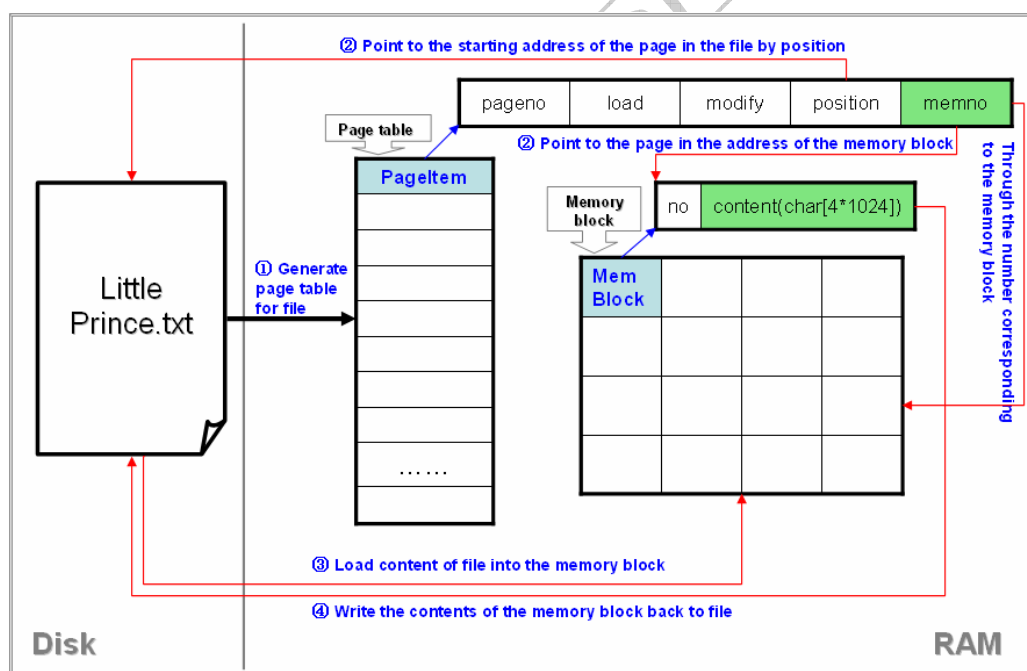 ② Point to the starting address of the page in the file by position
pageno load modify position memno
Page table
② Point to the page in the address of the memory block
Through the number corresponding
to the memory block
PageItem
Memory
block
no content(char[4*1024])
Little
Prince.txt
① Generate
page table
for file
Mem
Block
……
③ Load content of file into the memory block
④ Write the contents of the memory block back to file
Disk
RAM